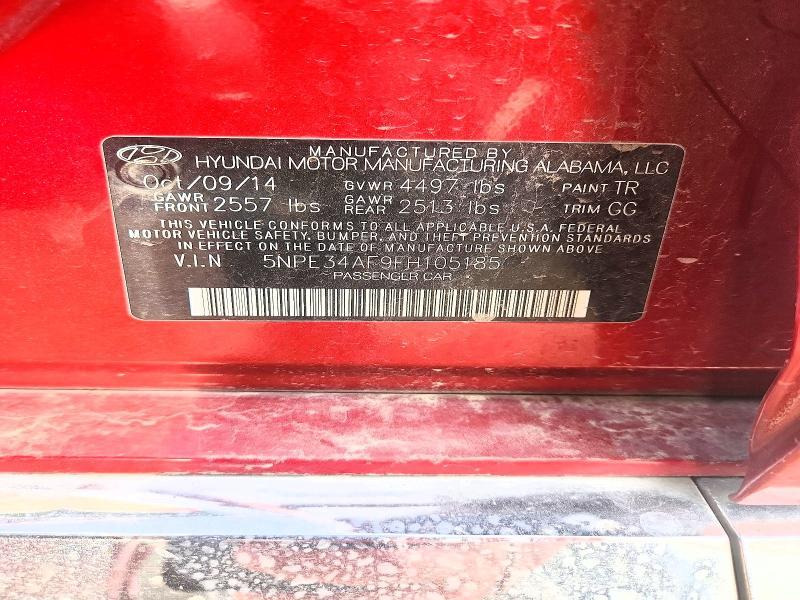 MANUFACTURED BY
HYUNDAI MOTOR MANUFACTURING ALABAMA, LLC
Oct/09/14 GVWR 4497 lbs PAINT TR
GAWR FRONT 2557 lbs GAWR REAR 2513 lbs TRIM GG
THIS VEHICLE CONFORMS TO ALL APPLICABLE U.S.A. FEDERAL
MOTOR VEHICLE SAFETY, BUMPER, AND THEFT PREVENTION STANDARDS
IN EFFECT ON THE DATE OF MANUFACTURE SHOWN ABOVE
V.I.N 5NPE34AF9FH105185
PASSENGER CAR